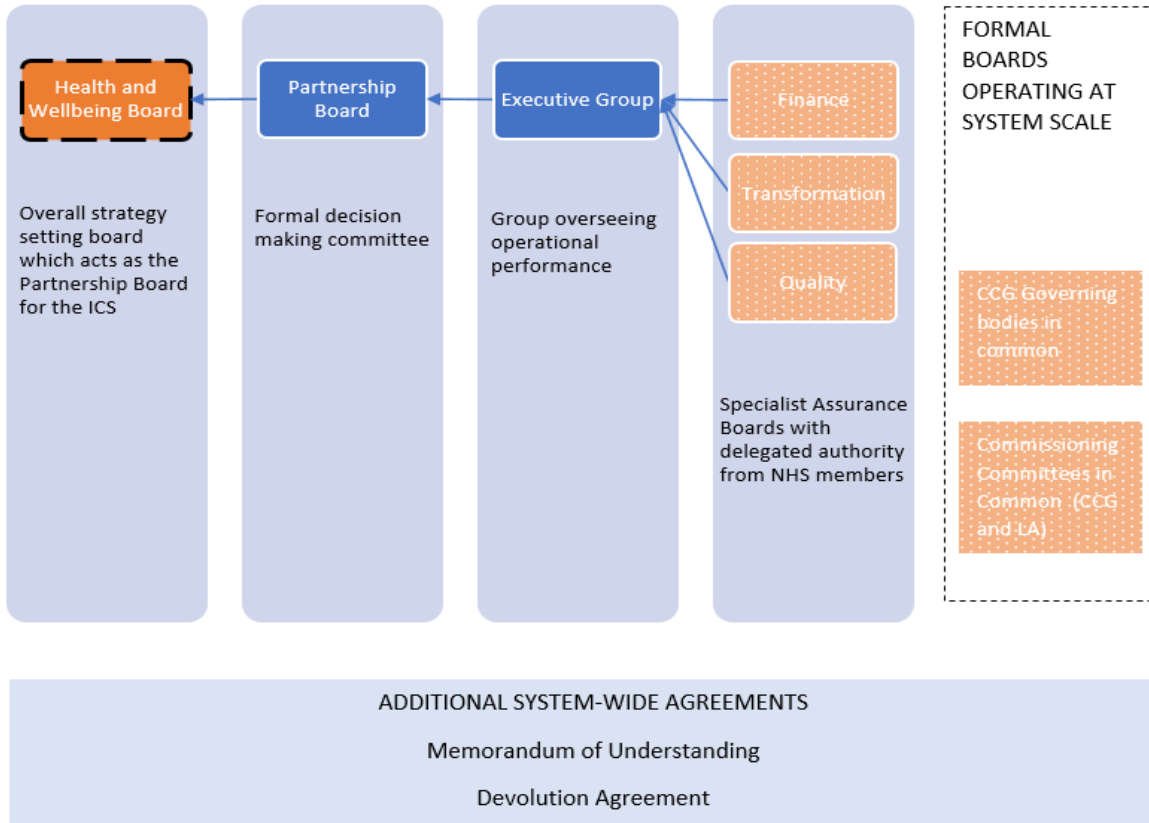 Health and
Wellbeing Board
Overall strategy
setting board
which acts as the
Partnership Board
for the ICS
Partnership
Board
Formal decision
making committee
Executive Group
Group overseeing
operational
performance
Finance
Transformation
Quality
Specialist Assurance
Boards with
delegated authority
from NHS members
FORMAL
BOARDS
OPERATING AT
SYSTEM SCALE
CCG Governing
bodies in
common
Commissioning
Committees in
Common (CCG
and LA)
ADDITIONAL SYSTEM-WIDE AGREEMENTS
Memorandum of Understanding
Devolution Agreement